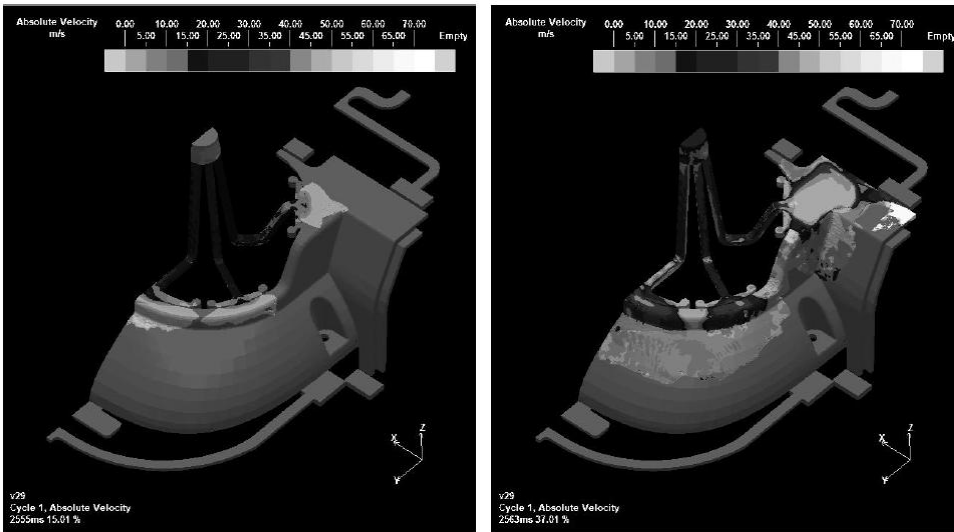 Absolute Velocity 0.00 10.00 20.00 30.00 40.00 50.00 60.00 70.00
m/s 5.00 15.00 25.00 35.00 45.00 55.00 65.00 Empty
Z
X
Y
v29
Cycle 1, Absolute Velocity
2555ms 15.01 %
Absolute Velocity 0.00 10.00 20.00 30.00 40.00 50.00 60.00 70.00
m/s 5.00 15.00 25.00 35.00 45.00 55.00 65.00 Empty
Z
X
Y
v29
Cycle 1, Absolute Velocity
2563ms 37.01 %